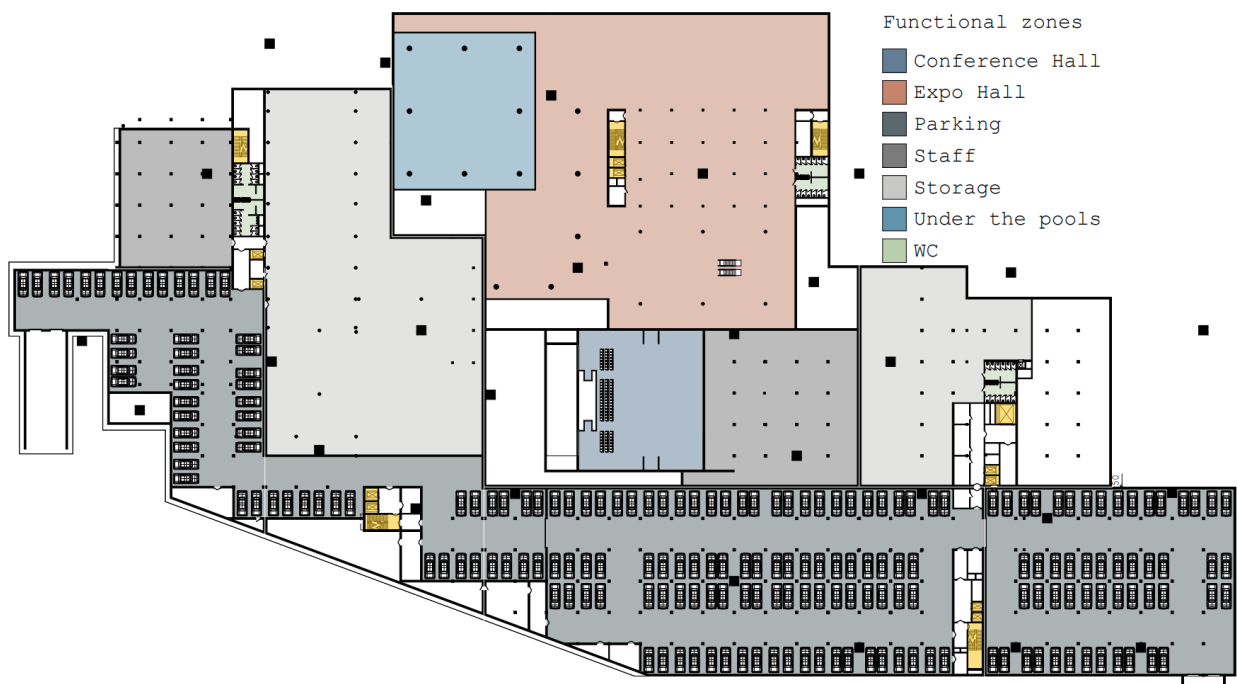 Functional zones
Conference Hall
Expo Hall
Parking
Staff
Storage
Under the pools
WC